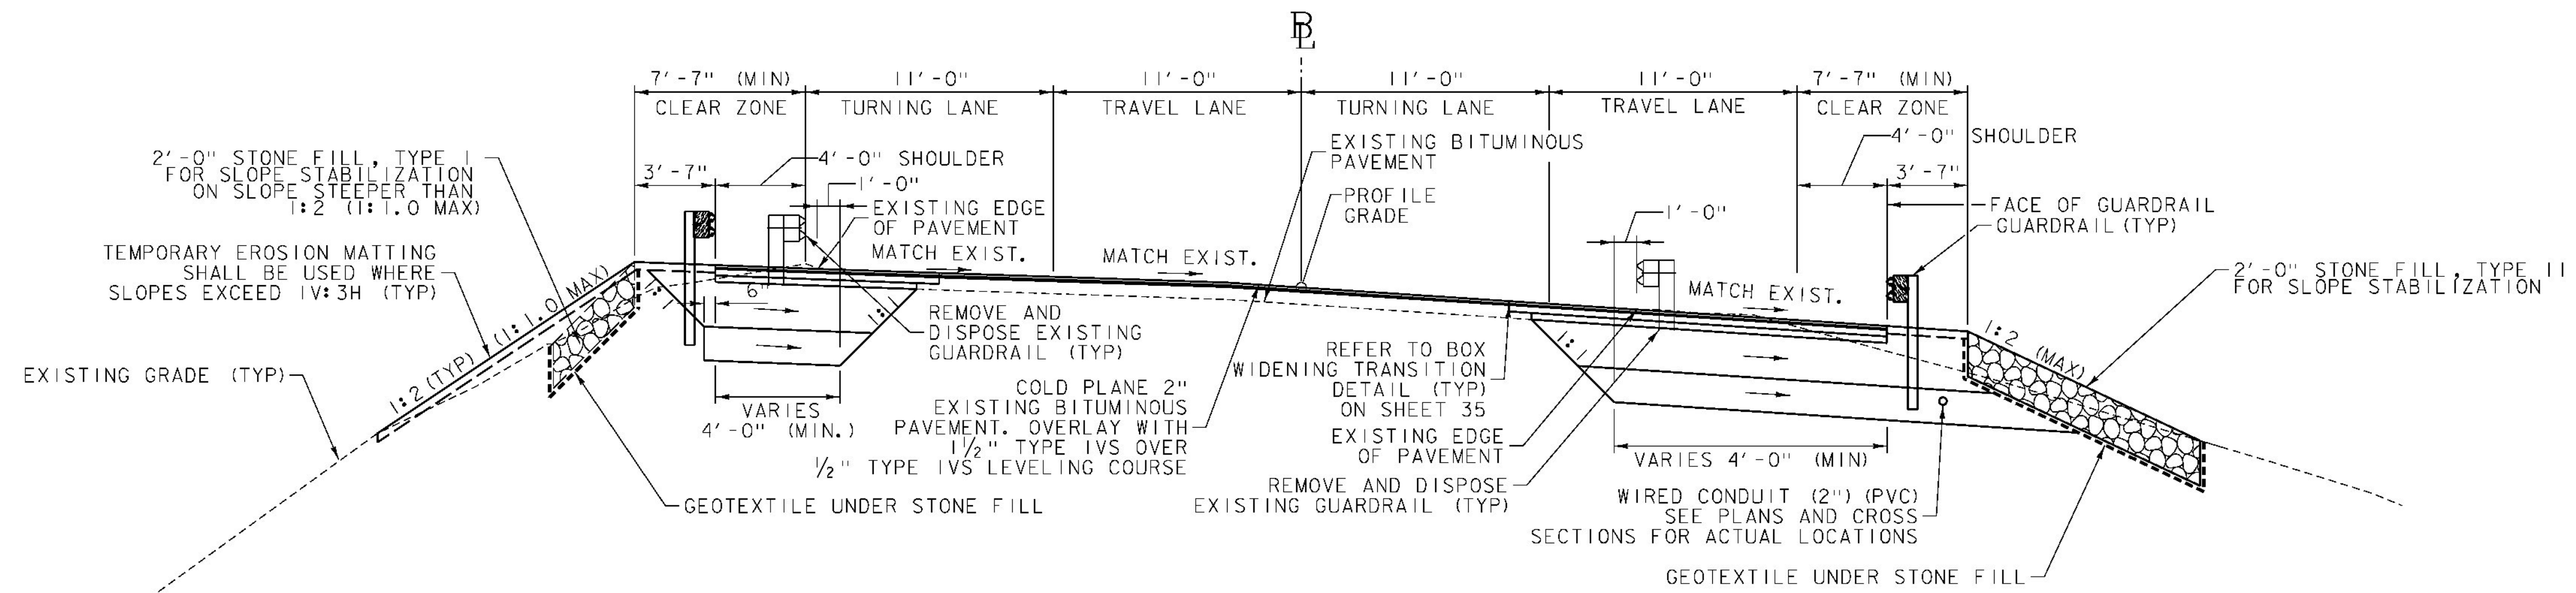 BL
7'-7" (MIN)
CLEAR ZONE
11'-0"
TURNING LANE
11'-0"
TRAVEL LANE
11'-0"
TURNING LANE
11'-0"
TRAVEL LANE
7'-7" (MIN)
CLEAR ZONE
4'-0" SHOULDER
3'-7"
2'-0" STONE FILL, TYPE I
FOR SLOPE STABILIZATION
ON SLOPE STEEPER THAN
1:2 (1:1.0 MAX)
3'-7"
4'-0" SHOULDER
1'-0"
EXISTING EDGE
OF PAVEMENT
MATCH EXIST.
MATCH EXIST.
EXISTING BITUMINOUS
PAVEMENT
PROFILE
GRADE
1'-0"
MATCH EXIST.
FACE OF GUARDRAIL
GUARDRAIL (TYP)
2'-0" STONE FILL, TYPE II
FOR SLOPE STABILIZATION
1:2 (MAX)
TEMPORARY EROSION MATTING
SHALL BE USED WHERE
SLOPES EXCEED 1V:3H (TYP)
1:2 (TYP) (1:1.0 MAX)
EXISTING GRADE (TYP)
1:1
6"
1:1
REMOVE AND
DISPOSE EXISTING
GUARDRAIL (TYP)
VARIES
4'-0" (MIN.)
COLD PLANE 2"
EXISTING BITUMINOUS
PAVEMENT. OVERLAY WITH
1½" TYPE IVS OVER
½" TYPE IVS LEVELING COURSE
GEOTEXTILE UNDER STONE FILL
REFER TO BOX
WIDENING TRANSITION
DETAIL (TYP)
ON SHEET 35
1:1
EXISTING EDGE
OF PAVEMENT
REMOVE AND DISPOSE
EXISTING GUARDRAIL (TYP)
VARIES 4'-0" (MIN)
WIRED CONDUIT (2") (PVC)
SEE PLANS AND CROSS
SECTIONS FOR ACTUAL LOCATIONS
GEOTEXTILE UNDER STONE FILL